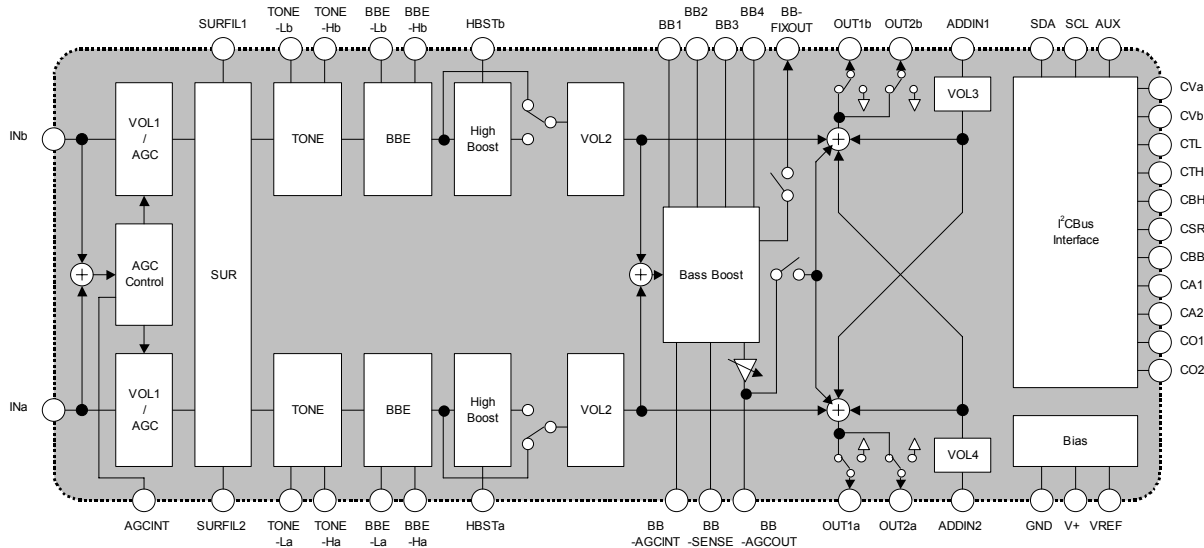 SURFIL1
TONE
-Lb
TONE
-Hb
BBE
-Lb
BBE
-Hb
HBSTb
BB1
BB2
BB3
BB4
BB-
FIXOUT
OUT1b
OUT2b
ADDIN1
SDA
SCL
AUX
INb
VOL1
/
AGC
TONE
BBE
High
Boost
VOL2
VOL3
CVa
CVb
CTL
CTH
CBH
CSR
CBB
CA1
CA2
CO1
CO2
AGC
Control
SUR
Bass Boost
I²CBus
Interface
INa
VOL1
/
AGC
TONE
BBE
High
Boost
VOL2
VOL4
Bias
AGCINT
SURFIL2
TONE
-La
TONE
-Ha
BBE
-La
BBE
-Ha
HBSTa
BB
-AGCINT
BB
-SENSE
BB
-AGCOUT
OUT1a
OUT2a
ADDIN2
GND
V+
VREF